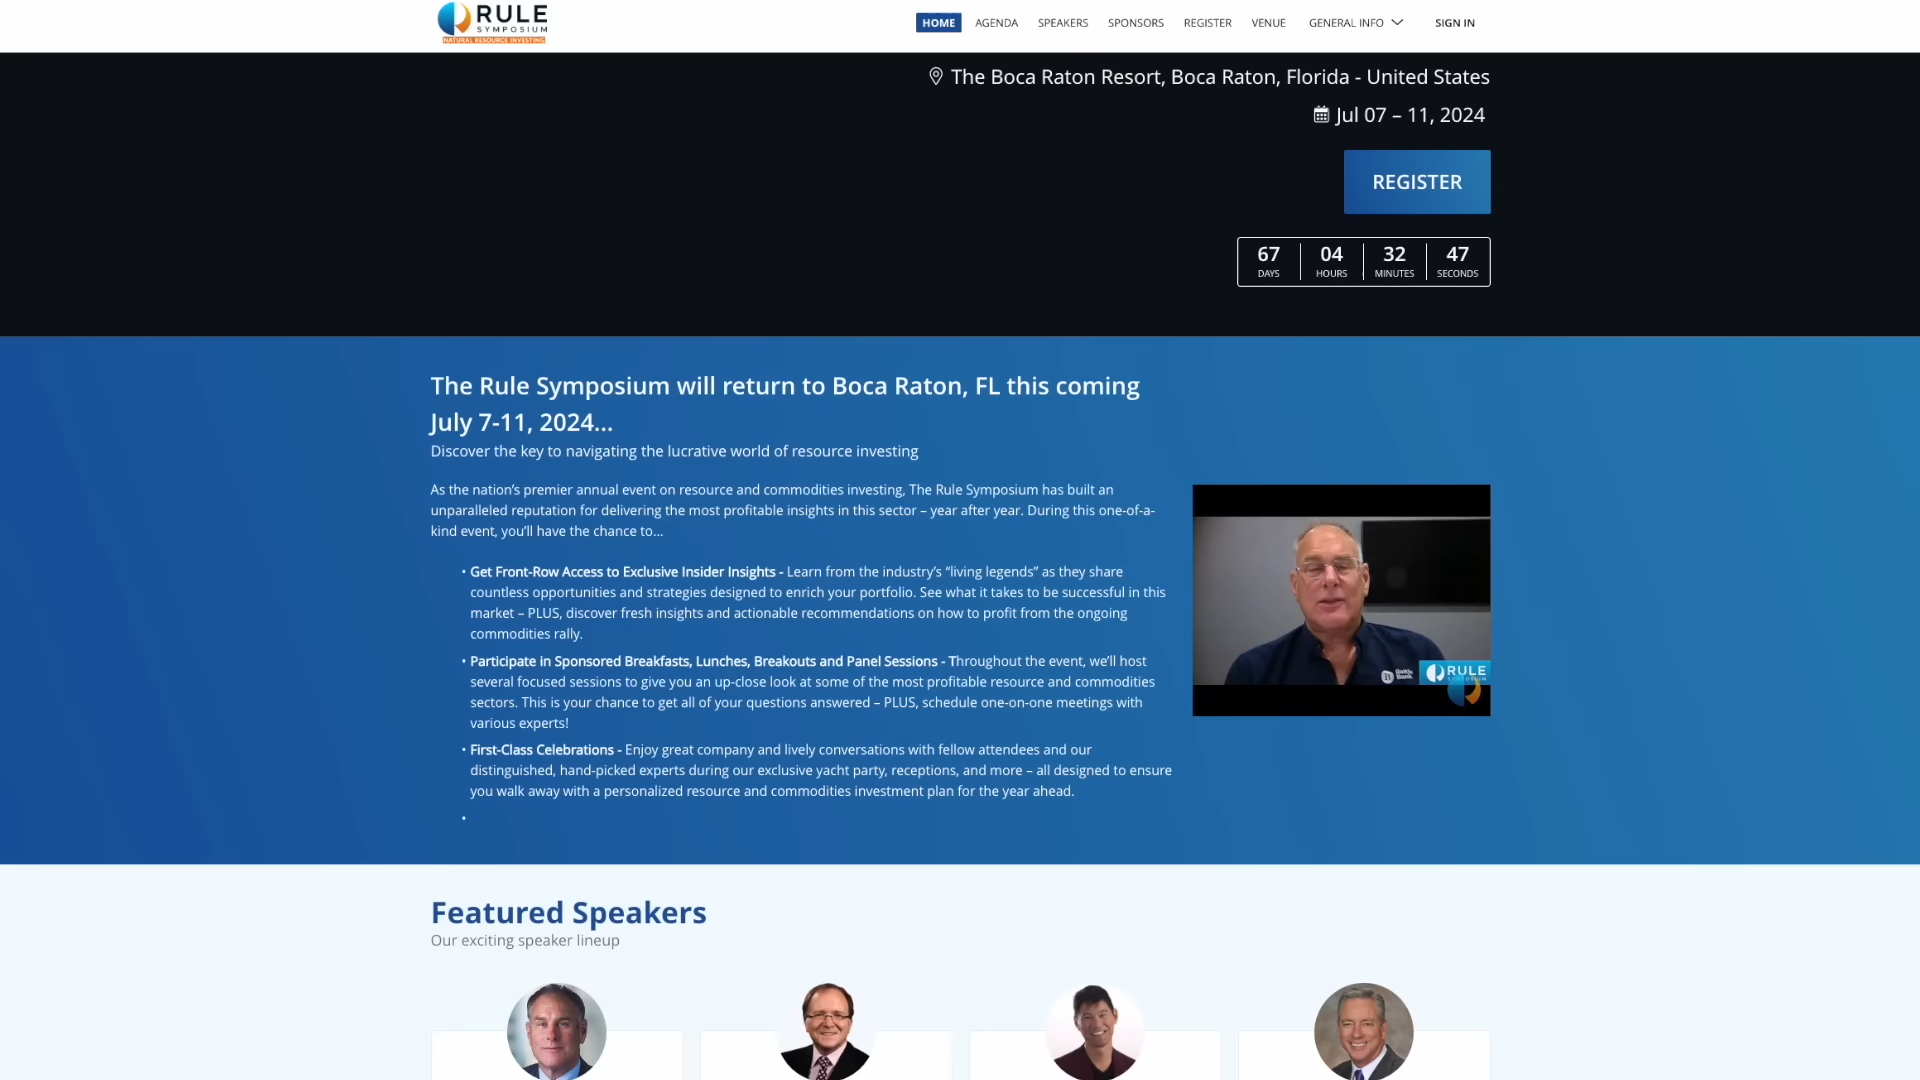 RULE
SYMPOSIUM
NATURAL RESOURCE INVESTING
HOME AGENDA SPEAKERS SPONSORS REGISTER VENUE GENERAL INFO SIGN IN
The Boca Raton Resort, Boca Raton, Florida - United States
Jul 07 – 11, 2024
REGISTER
67 04 32 47
DAYS HOURS MINUTES SECONDS
The Rule Symposium will return to Boca Raton, FL this coming
July 7-11, 2024...
Discover the key to navigating the lucrative world of resource investing
As the nation’s premier annual event on resource and commodities investing, The Rule Symposium has built an
unparalleled reputation for delivering the most profitable insights in this sector – year after year. During this one-of-a-
kind event, you’ll have the chance to…
• Get Front-Row Access to Exclusive Insider Insights - Learn from the industry’s “living legends” as they share
countless opportunities and strategies designed to enrich your portfolio. See what it takes to be successful in this
market – PLUS, discover fresh insights and actionable recommendations on how to profit from the ongoing
commodities rally.
• Participate in Sponsored Breakfasts, Lunches, Breakouts and Panel Sessions - Throughout the event, we’ll host
several focused sessions to give you an up-close look at some of the most profitable resource and commodities
sectors. This is your chance to get all of your questions answered – PLUS, schedule one-on-one meetings with
various experts!
• First-Class Celebrations - Enjoy great company and lively conversations with fellow attendees and our
distinguished, hand-picked experts during our exclusive yacht party, receptions, and more – all designed to ensure
you walk away with a personalized resource and commodities investment plan for the year ahead.
•
Battle
Bank
RULE
SYMPOSIUM
Featured Speakers
Our exciting speaker lineup